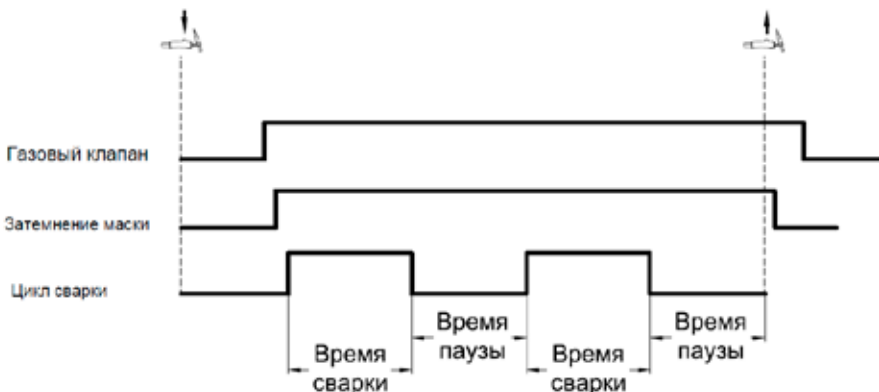 Газовый клапан
Затемнение маски
Цикл сварки
Время
сварки
Время
паузы
Время
сварки
Время
паузы